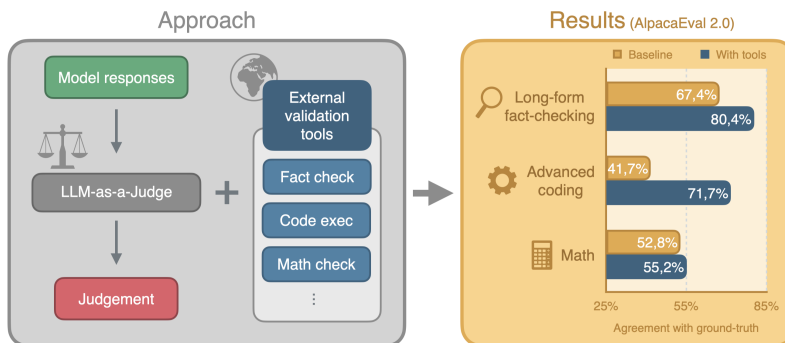 Approach
Model responses
LLM-as-a-Judge
Judgement
External
validation
tools
Fact check
Code exec
Math check
Results (AlpacaEval 2.0)
Baseline
With tools
Long-form
fact-checking
67,4%
80,4%
Advanced
coding
41,7%
71,7%
Math
52,8%
55,2%
25%
55%
85%
Agreement with ground-truth